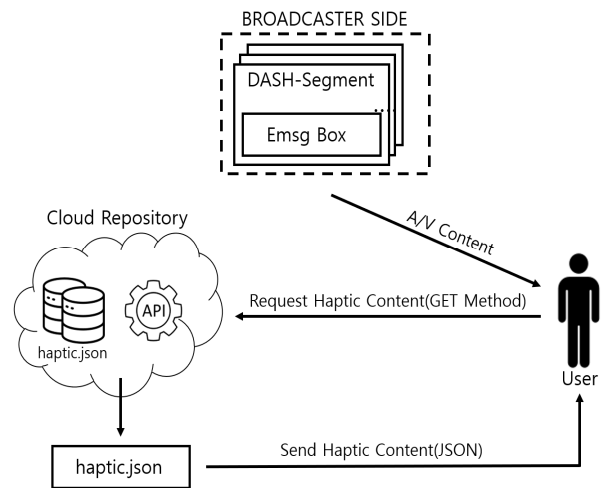 BROADCASTER SIDE
DASH-Segment
....
Emsg Box
A/V Content
Cloud Repository
API
haptic.json
Request Haptic Content(GET Method)
User
haptic.json
Send Haptic Content(JSON)